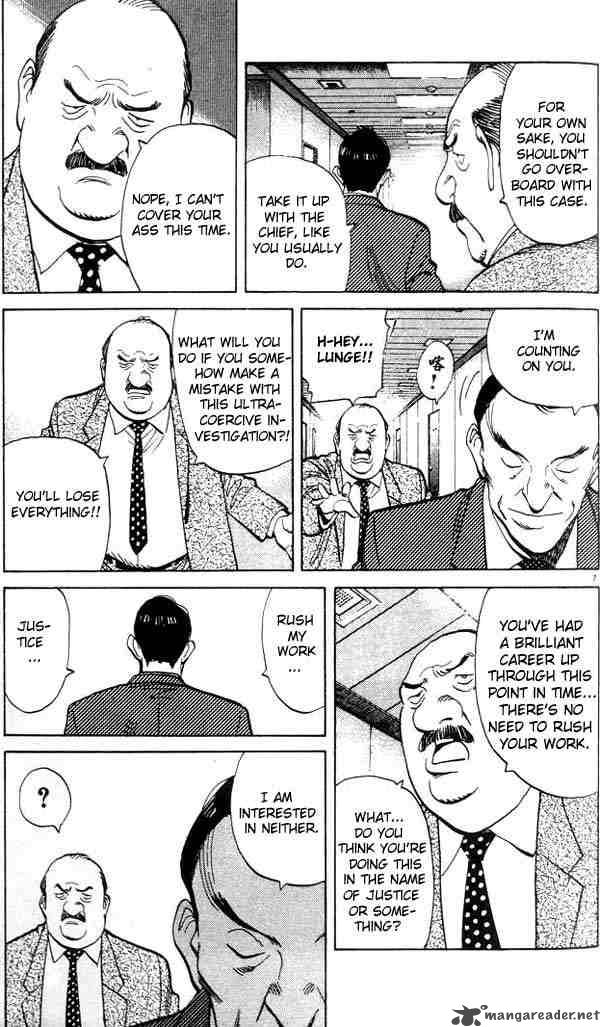 FOR
YOUR OWN
SAKE, YOU
SHOULDN'T
GO OVER-
BOARD WITH
THIS CASE.
TAKE IT UP
WITH THE
CHIEF, LIKE
YOU USUALLY
DO.
NOPE, I CAN'T
COVER YOUR
ASS THIS TIME.
I'M
COUNTING
ON YOU.
喀!
H-HEY...
LUNGE!!
WHAT WILL YOU
DO IF YOU SOME-
HOW MAKE A
MISTAKE WITH
THIS ULTRA-
COERCIVE IN-
VESTIGATION?!
YOU'LL LOSE
EVERYTHING!!
7
YOU'VE HAD
A BRILLIANT
CAREER UP
THROUGH THIS
POINT IN TIME...
THERE'S NO
NEED TO RUSH
YOUR WORK.
WHAT...
DO YOU
THINK YOU'RE
DOING THIS
IN THE NAME
OF JUSTICE
OR SOME-
THING?
RUSH
MY
WORK
...
JUS-
TICE
...
I AM
INTERESTED
IN NEITHER.
?
mangareader.net